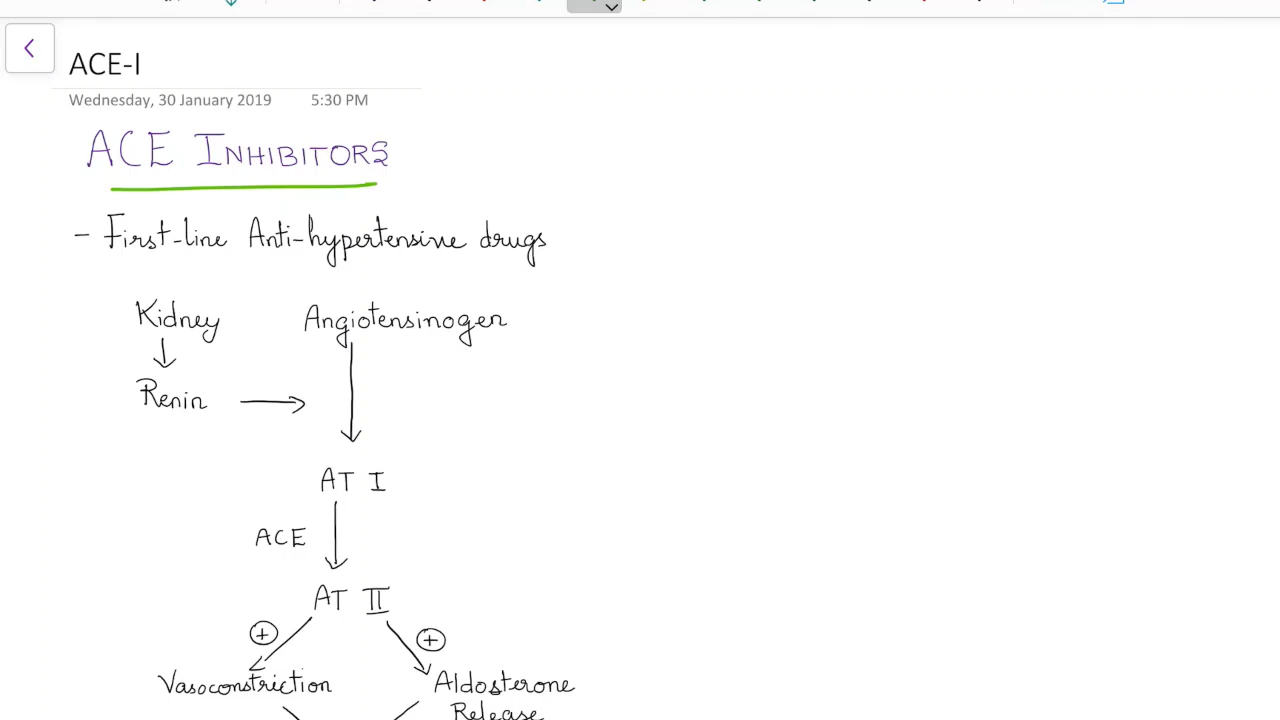 ACE-I
Wednesday, 30 January 2019 5:30 PM
ACE INHIBITORS
- First-line Anti-hypertensive drugs
Kidney Angiotensinogen
Renin
AT I
ACE
AT II
+ +
Vasoconstriction Aldosterone
Release